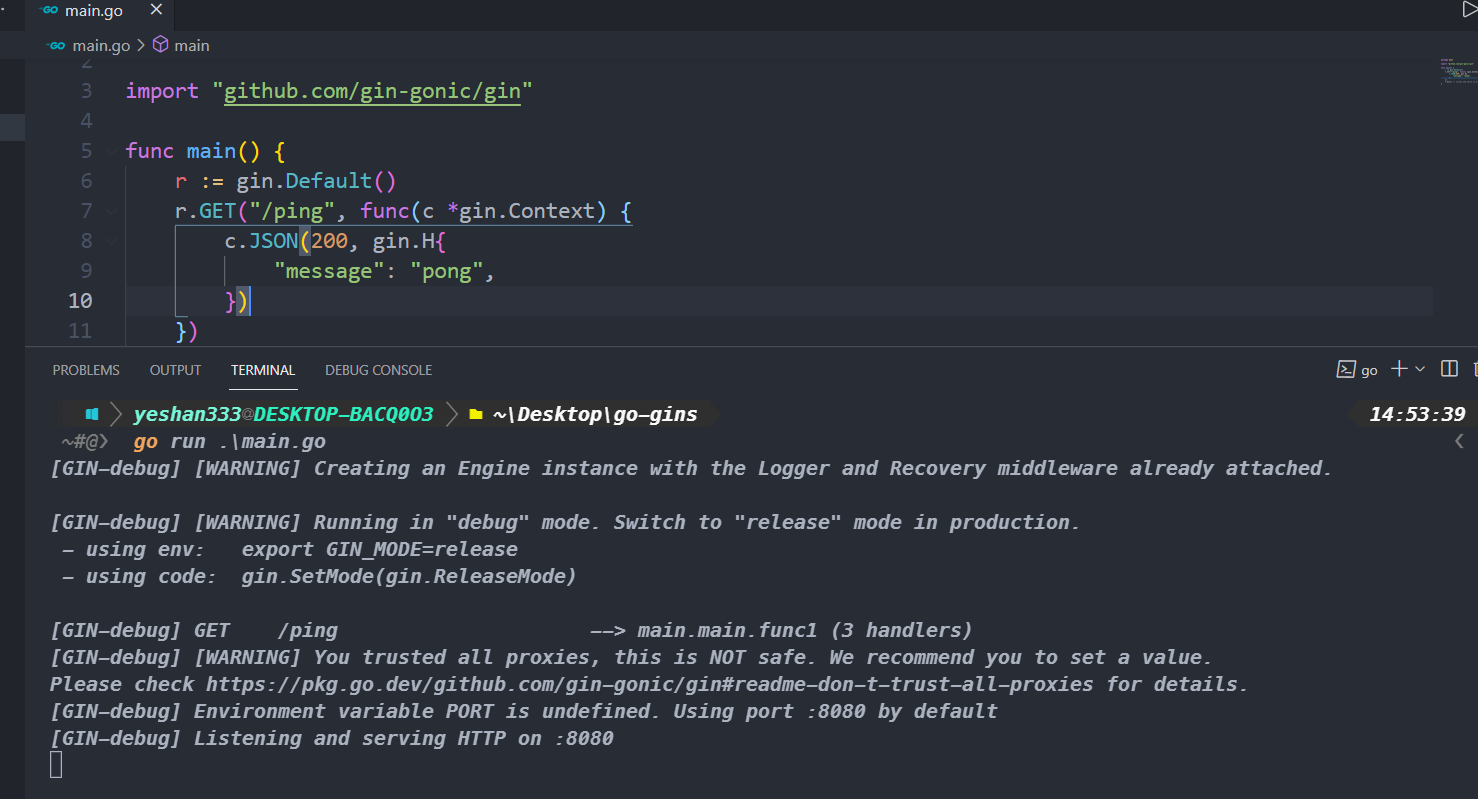 GO main.go ×
GO main.go > main
2
3 import "github.com/gin-gonic/gin"
4
5 func main() {
6 r := gin.Default()
7 r.GET("/ping", func(c *gin.Context) {
8 c.JSON(200, gin.H{
9 "message": "pong",
10 })
11 })
PROBLEMS OUTPUT TERMINAL DEBUG CONSOLE go
yeshan333@DESKTOP-BACQ0O3 ~\Desktop\go-gins 14:53:39
~#@❯ go run .\main.go
[GIN-debug] [WARNING] Creating an Engine instance with the Logger and Recovery middleware already attached.
[GIN-debug] [WARNING] Running in "debug" mode. Switch to "release" mode in production.
- using env: export GIN_MODE=release
- using code: gin.SetMode(gin.ReleaseMode)
[GIN-debug] GET /ping --> main.main.func1 (3 handlers)
[GIN-debug] [WARNING] You trusted all proxies, this is NOT safe. We recommend you to set a value.
Please check https://pkg.go.dev/github.com/gin-gonic/gin#readme-don-t-trust-all-proxies for details.
[GIN-debug] Environment variable PORT is undefined. Using port :8080 by default
[GIN-debug] Listening and serving HTTP on :8080